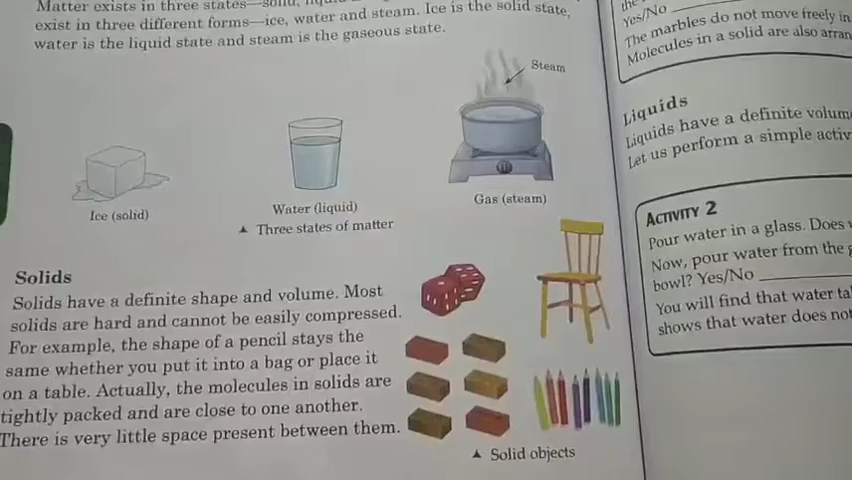 Matter exists in three states—solid,
exist in three different forms—ice, water and steam. Ice is the solid state,
water is the liquid state and steam is the gaseous state.
Steam
Ice (solid)
Water (liquid)
Gas (steam)
▲ Three states of matter
Solids
Solids have a definite shape and volume. Most
solids are hard and cannot be easily compressed.
For example, the shape of a pencil stays the
same whether you put it into a bag or place it
on a table. Actually, the molecules in solids are
tightly packed and are close to one another.
There is very little space present between them.
▲ Solid objects
the
Yes/No
The marbles do not move freely in
Molecules in a solid are also
Liquids
Liquids have a definite
Let us perform a simple
ACTIVITY 2
Pour water in a glass. Does
Now, pour water from the
bowl? Yes/No
You will find that water
shows that water does not